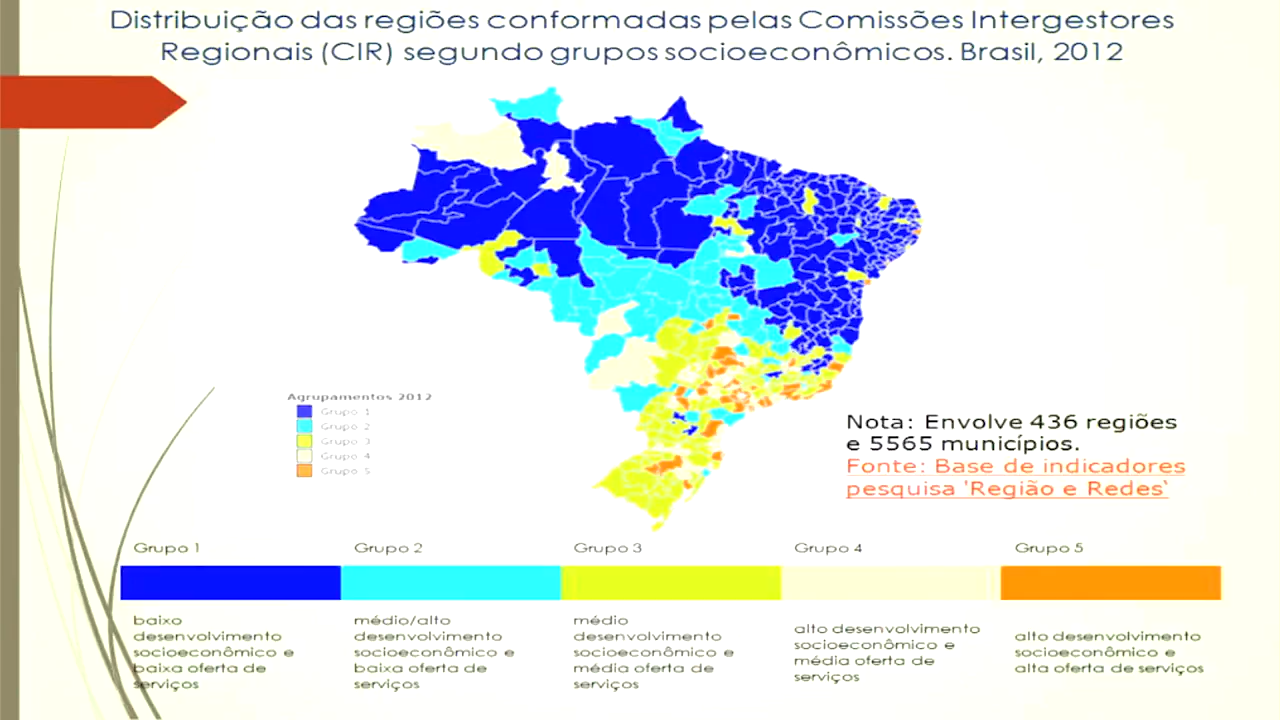 Distribuição das regiões conformadas pelas Comissões Intergestores
Regionais (CIR) segundo grupos socioeconômicos. Brasil, 2012
Agrupamentos 2012
Grupo 1
Grupo 2
Grupo 3
Grupo 4
Grupo 5
Nota: Envolve 436 regiões
e 5565 municípios.
Fonte: Base de indicadores
pesquisa 'Região e Redes'
Grupo 1
Grupo 2
Grupo 3
Grupo 4
Grupo 5
baixo
desenvolvimento
socioeconômico e
baixa oferta de
serviços
médio/alto
desenvolvimento
socioeconômico e
baixa oferta de
serviços
médio
desenvolvimento
socioeconômico e
média oferta de
serviços
alto desenvolvimento
socioeconômico e
média oferta de
serviços
alto desenvolvimento
socioeconômico e
alta oferta de serviços